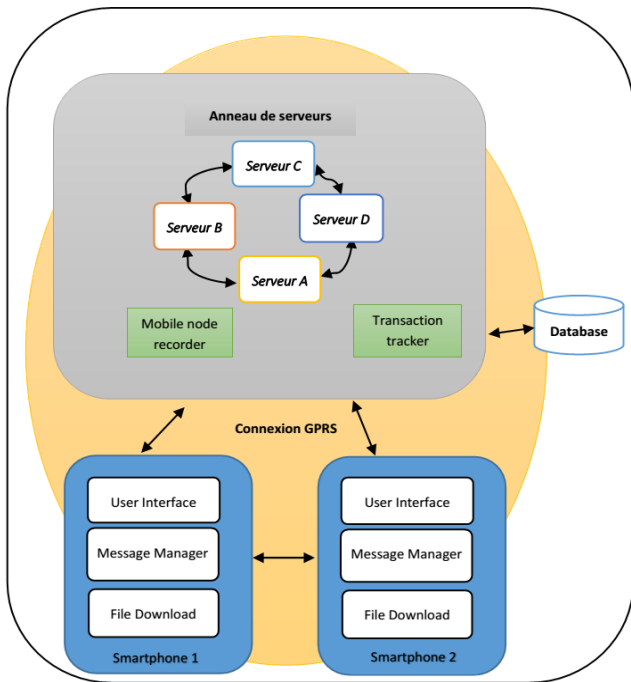 Anneau de serveurs
Serveur C
Serveur B
Serveur D
Serveur A
Mobile node
recorder
Transaction
tracker
Database
Connexion GPRS
User Interface
Message Manager
File Download
Smartphone 1
User Interface
Message Manager
File Download
Smartphone 2